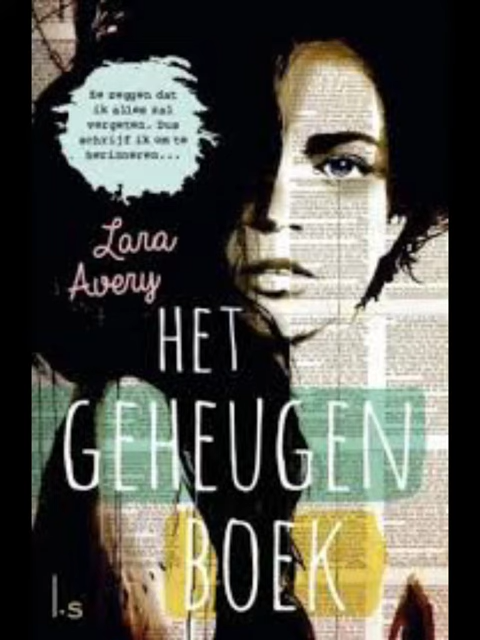 Ze zeggen dat
ik alles zal
vergeten. Dus
schrijf ik om te
herinneren...
Lara
Avery
HET
GEHEUGEN
BOEK
l.s